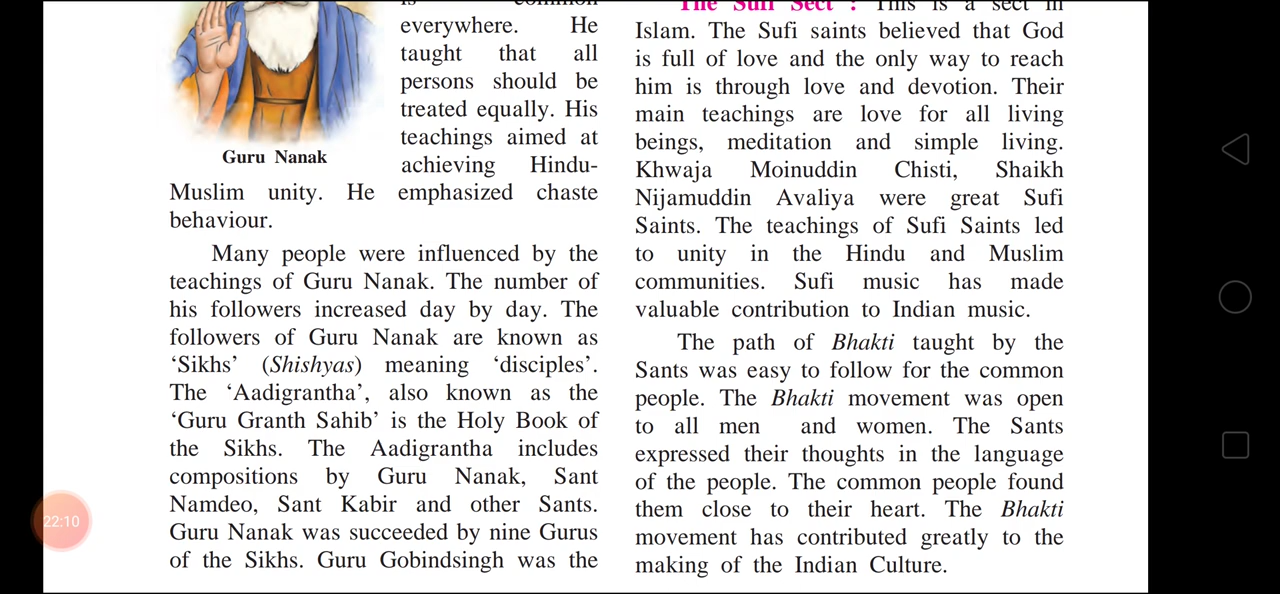 is common
everywhere. He
taught that all
persons should be
treated equally. His
teachings aimed at
achieving Hindu-
Guru Nanak
Muslim unity. He emphasized chaste
behaviour.
Many people were influenced by the
teachings of Guru Nanak. The number of
his followers increased day by day. The
followers of Guru Nanak are known as
‘Sikhs’ (Shishyas) meaning ‘disciples’.
The ‘Aadigrantha’, also known as the
‘Guru Granth Sahib’ is the Holy Book of
the Sikhs. The Aadigrantha includes
compositions by Guru Nanak, Sant
Namdeo, Sant Kabir and other Sants.
Guru Nanak was succeeded by nine Gurus
of the Sikhs. Guru Gobindsingh was the
The Sufi Sect : This is a sect in
Islam. The Sufi saints believed that God
is full of love and the only way to reach
him is through love and devotion. Their
main teachings are love for all living
beings, meditation and simple living.
Khwaja Moinuddin Chisti, Shaikh
Nijamuddin Avaliya were great Sufi
Saints. The teachings of Sufi Saints led
to unity in the Hindu and Muslim
communities. Sufi music has made
valuable contribution to Indian music.
The path of Bhakti taught by the
Sants was easy to follow for the common
people. The Bhakti movement was open
to all men and women. The Sants
expressed their thoughts in the language
of the people. The common people found
them close to their heart. The Bhakti
movement has contributed greatly to the
making of the Indian Culture.
22:10